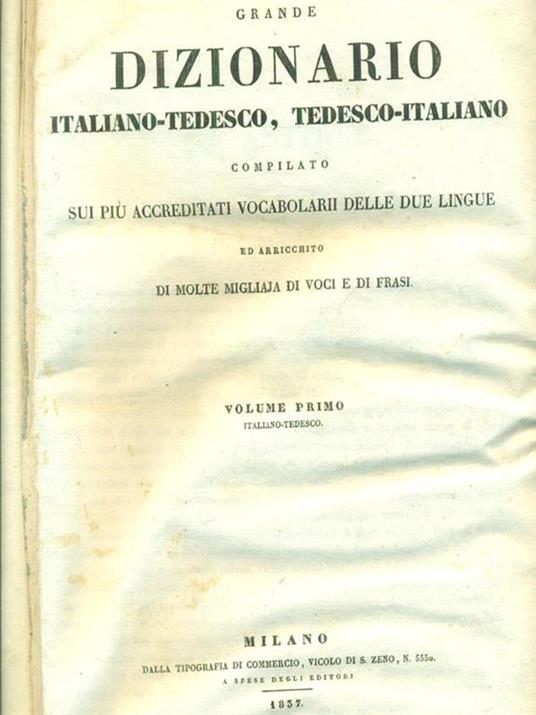 GRANDE
DIZIONARIO
ITALIANO-TEDESCO, TEDESCO-ITALIANO
COMPILATO
SUI PIÙ ACCREDITATI VOCABOLARII DELLE DUE LINGUE
ED ARRICCHITO
DI MOLTE MIGLIAJA DI VOCI E DI FRASI.
VOLUME PRIMO
ITALIANO-TEDESCO.
MILANO
DALLA TIPOGRAFIA DI COMMERCIO, VICOLO DI S. ZENO, N. 5550.
A SPESE DEGLI EDITORI
1837.